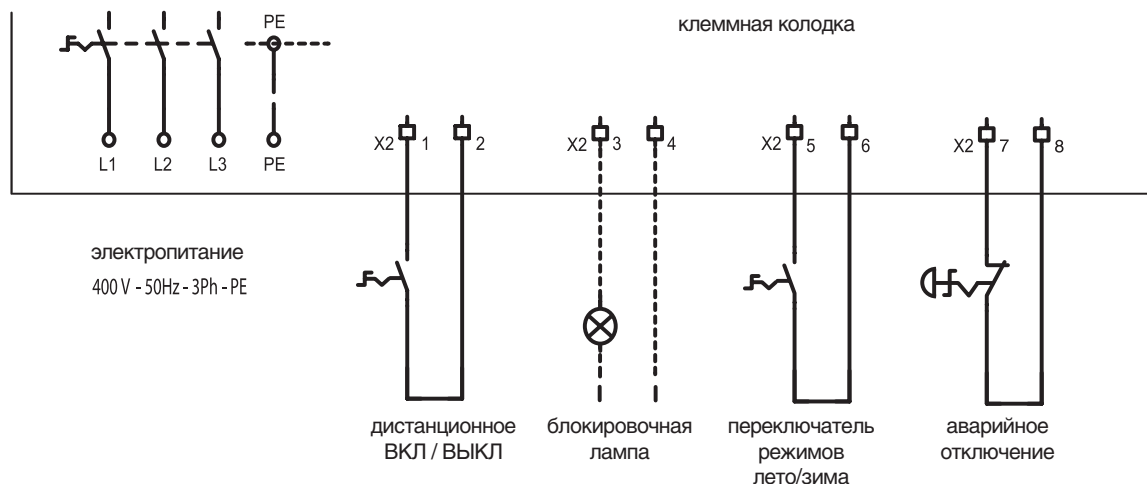 PE
клеммная колодка
L1 L2 L3 PE
X2 1 2
X2 3 4
X2 5 6
X2 7 8
электропитание
400 V - 50Hz - 3Ph - PE
дистанционное
ВКЛ / ВЫКЛ
блокировочная
лампа
переключатель
режимов
лето/зима
аварийное
отключение